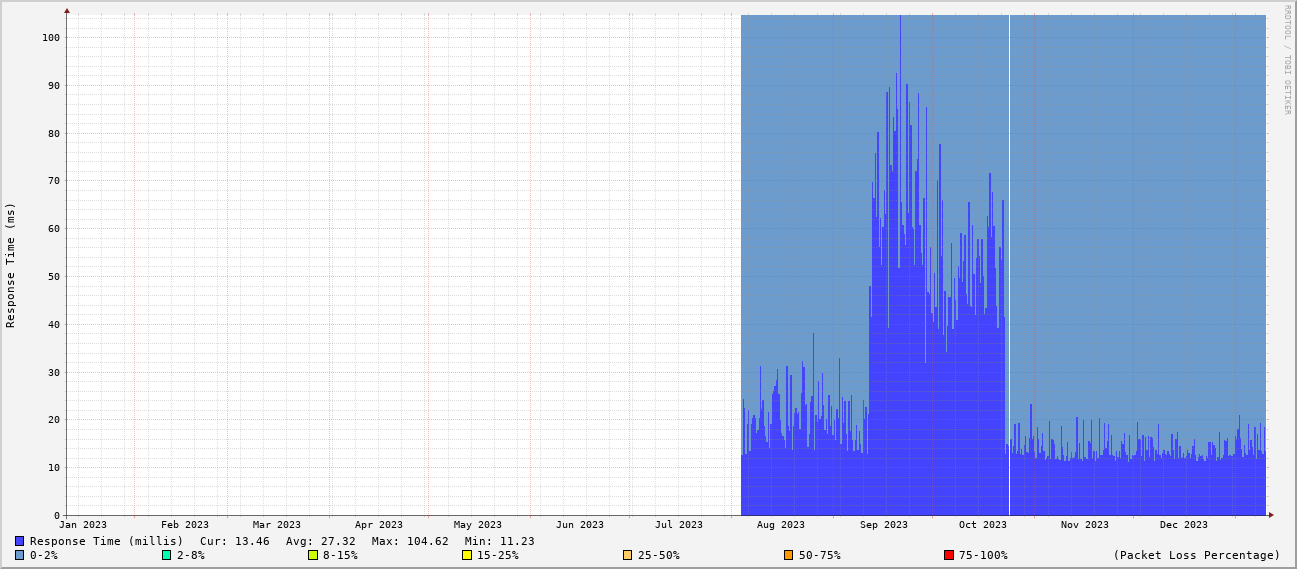 RRDTOOL / TOBI OETIKER
Response Time (ms)
100
90
80
70
60
50
40
30
20
10
0
Jan 2023 Feb 2023 Mar 2023 Apr 2023 May 2023 Jun 2023 Jul 2023 Aug 2023 Sep 2023 Oct 2023 Nov 2023 Dec 2023
Response Time (millis) Cur: 13.46 Avg: 27.32 Max: 104.62 Min: 11.23
0-2% 2-8% 8-15% 15-25% 25-50% 50-75% 75-100% (Packet Loss Percentage)